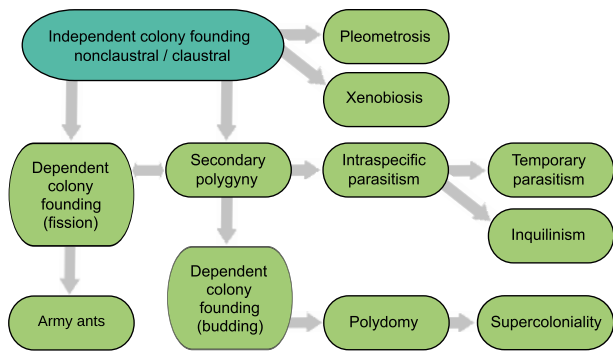 Independent colony founding
nonclaustral / claustral
Pleometrosis
Xenobiosis
Dependent
colony
founding
(fission)
Secondary
polygyny
Intraspecific
parasitism
Temporary
parasitism
Inquilinism
Dependent
colony
founding
(budding)
Army ants
Polydomy
Supercoloniality